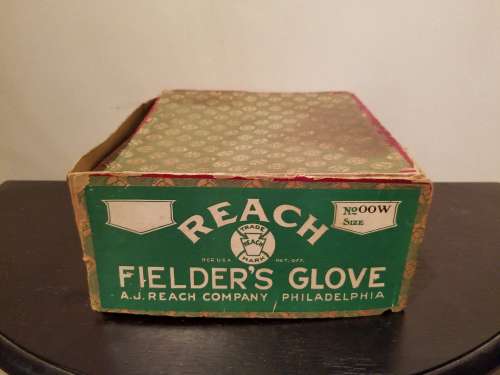 REACH
No 00W
SIZE
TRADE
REACH
MARK
REG U.S.A. PAT. OFF.
FIELDER'S GLOVE
A.J. REACH COMPANY PHILADELPHIA